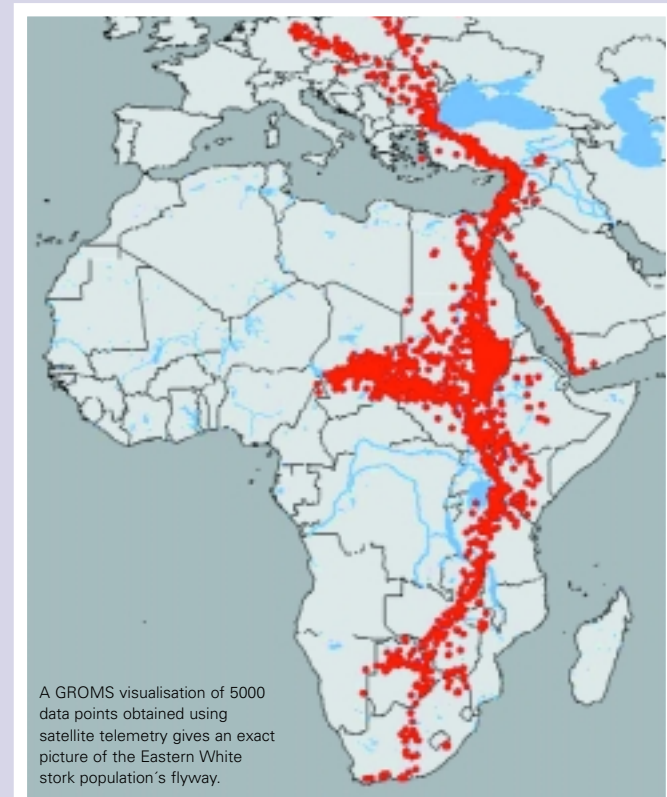 A GROMS visualisation of 5000
data points obtained using
satellite telemetry gives an exact
picture of the Eastern White
stork population´s flyway.